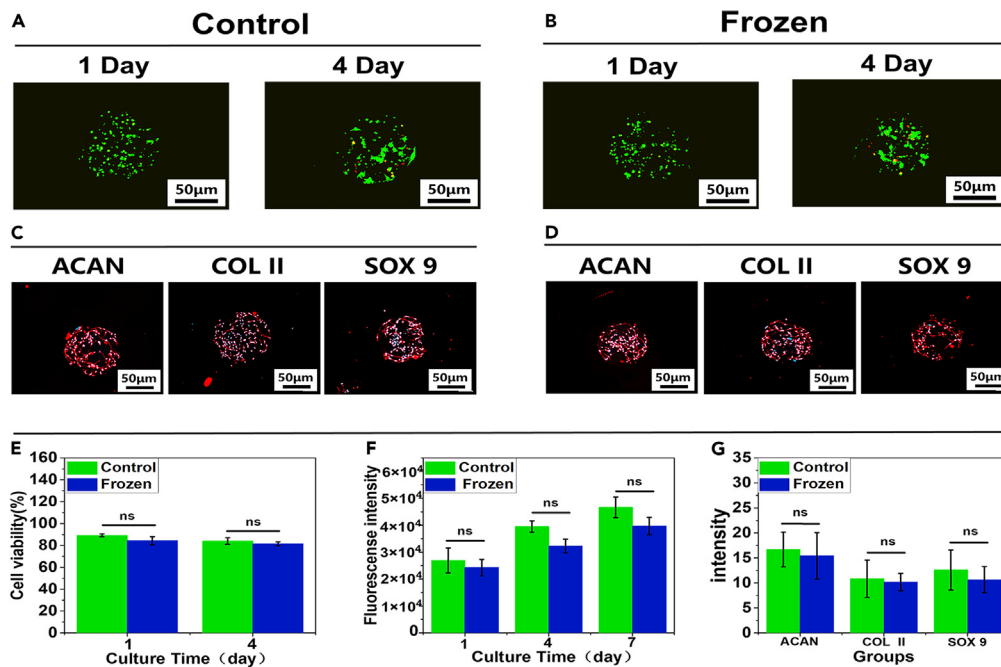 A
Control
1 Day
4 Day
50μm
50μm
B
Frozen
1 Day
4 Day
50μm
50μm
C
ACAN
COL II
SOX 9
50μm
50μm
50μm
D
ACAN
COL II
SOX 9
50μm
50μm
50μm
E
Cell viability(%)
160
140
120
100
80
60
40
20
0
Control
Frozen
ns
ns
1
4
Culture Time（day）
F
Fluorescense intensity
6×10⁴
5×10⁴
4×10⁴
3×10⁴
2×10⁴
1×10⁴
0
Control
Frozen
ns
ns
ns
1
4
7
Culture Time（day）
G
intensity
35
30
25
20
15
10
5
0
Control
Frozen
ns
ns
ns
ACAN
COL II
SOX 9
Groups